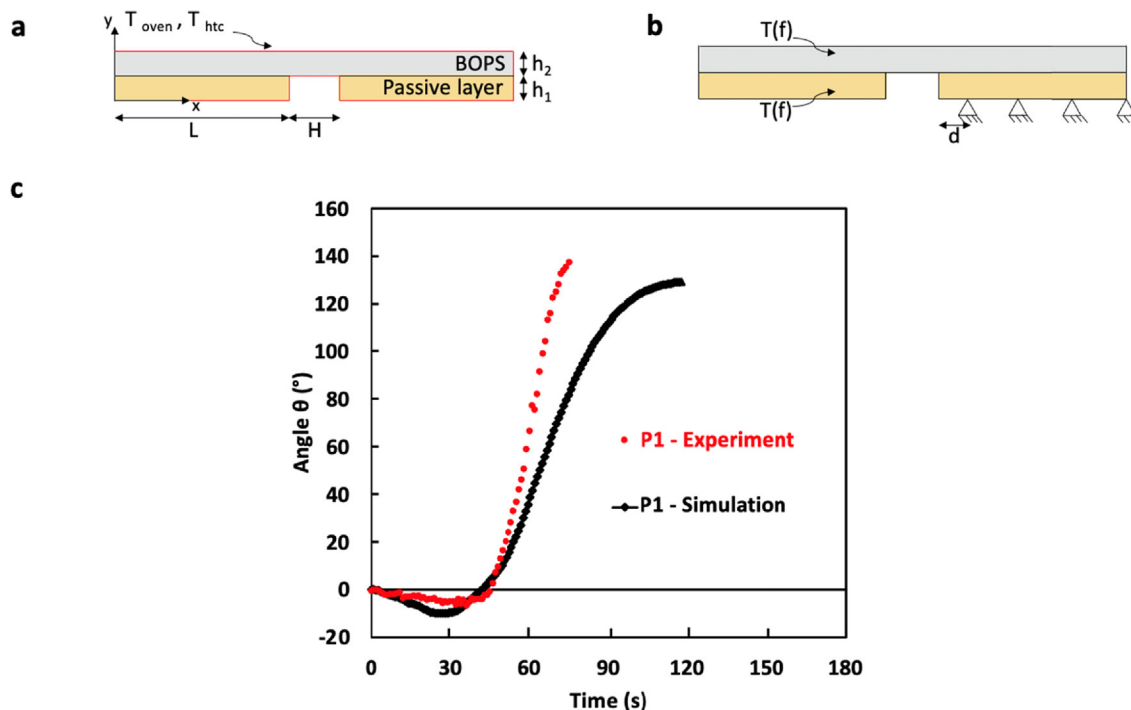 a
y T oven , T htc
BOPS h2
Passive layer h1
x
L H
b
T(f)
T(f)
d
c
160
140
120
100
80
60
40
20
0
-20
Angle θ (°)
P1 - Experiment
P1 - Simulation
0 30 60 90 120 150 180
Time (s)